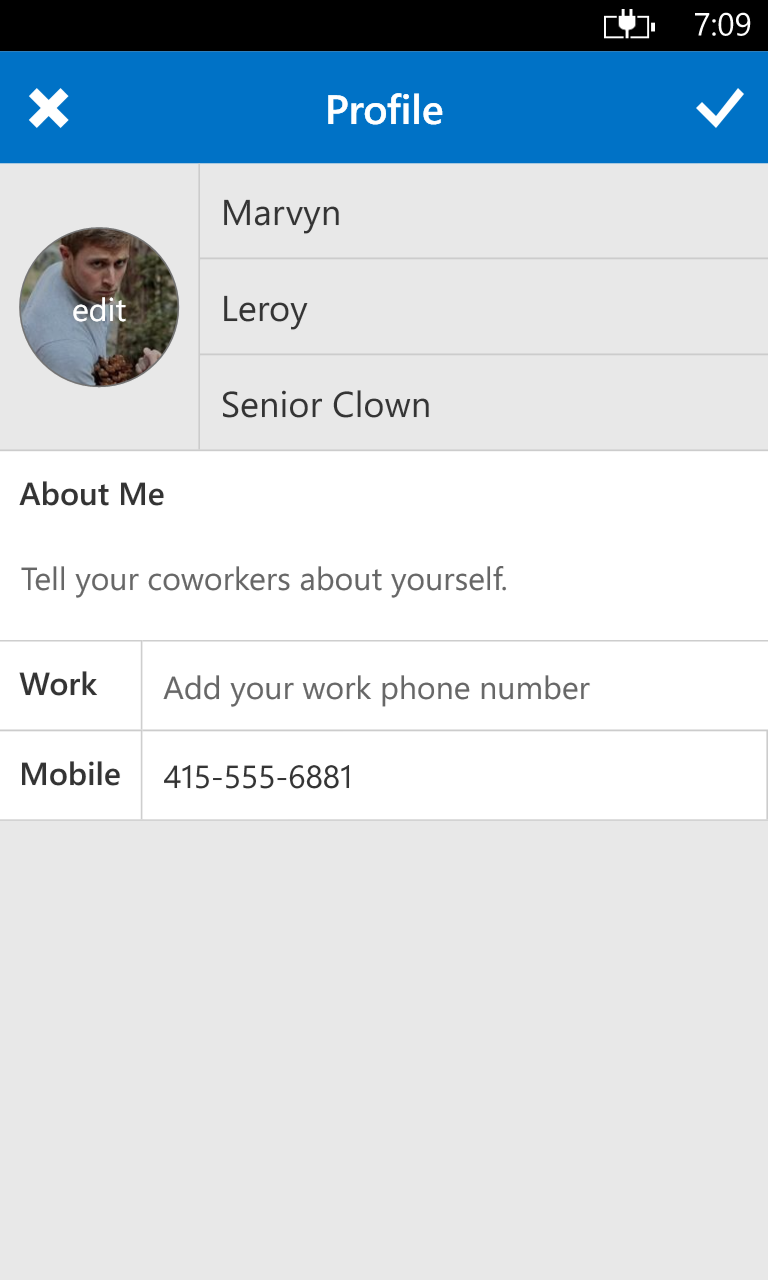 7:09
Profile
Marvyn
edit
Leroy
Senior Clown
About Me
Tell your coworkers about yourself.
Work
Add your work phone number
Mobile
415-555-6881